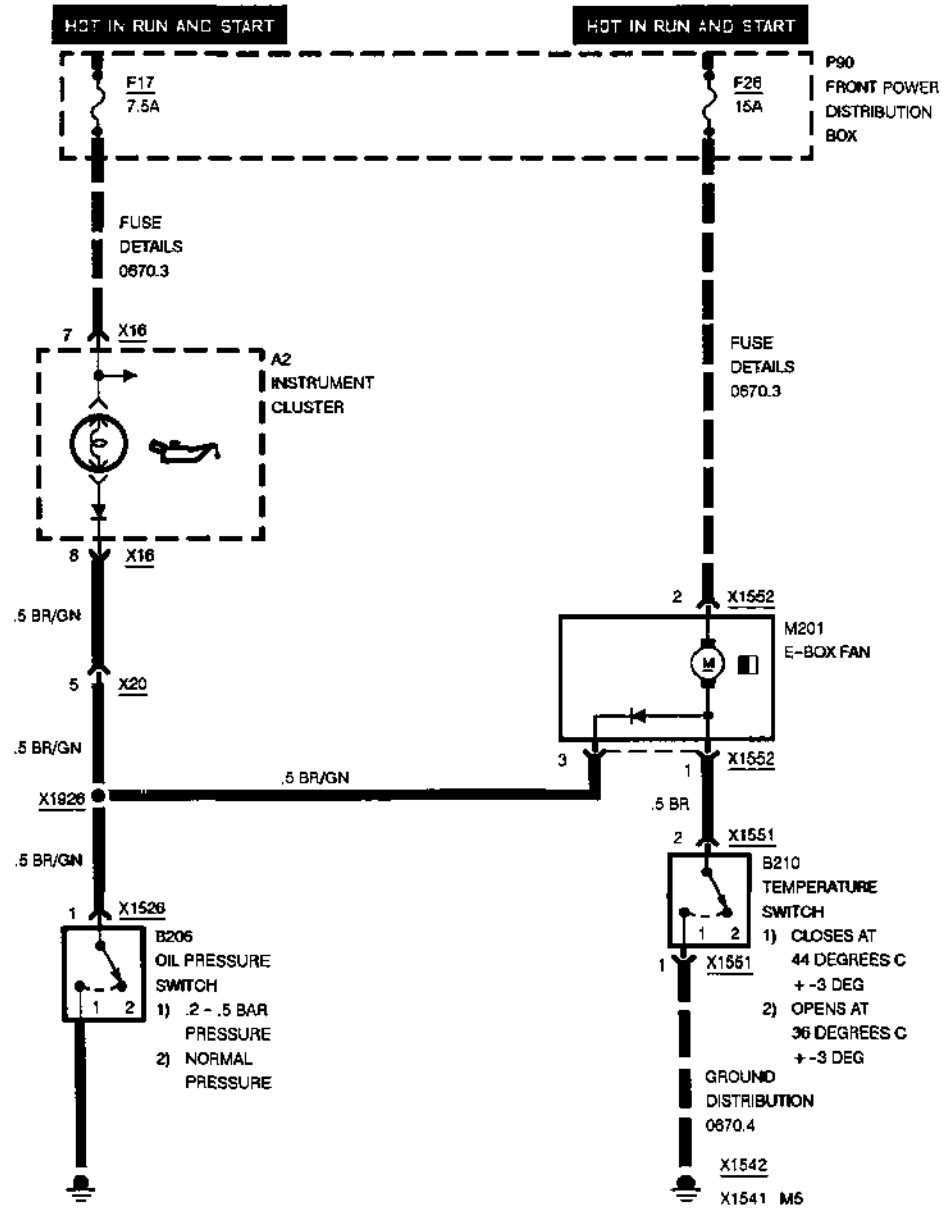 HOT IN RUN AND START
HOT IN RUN AND START
F17
7.5A
F26
15A
P90
FRONT POWER
DISTRIBUTION
BOX
FUSE
DETAILS
0670.3
7 X16
A2
INSTRUMENT
CLUSTER
FUSE
DETAILS
0670.3
8 X16
.5 BR/GN
2 X1552
M201
E-BOX FAN
M
5 X20
.5 BR/GN
3
1 X1552
.5 BR/GN
X1926
.5 BR
2 X1551
.5 BR/GN
B210
TEMPERATURE
SWITCH
1) CLOSES AT
44 DEGREES C
+-3 DEG
2) OPENS AT
36 DEGREES C
+-3 DEG
1 2
1 X1551
1 X1526
B206
OIL PRESSURE
SWITCH
1) .2 - .5 BAR
PRESSURE
2) NORMAL
PRESSURE
1 2
GROUND
DISTRIBUTION
0670.4
X1542
X1541 M5